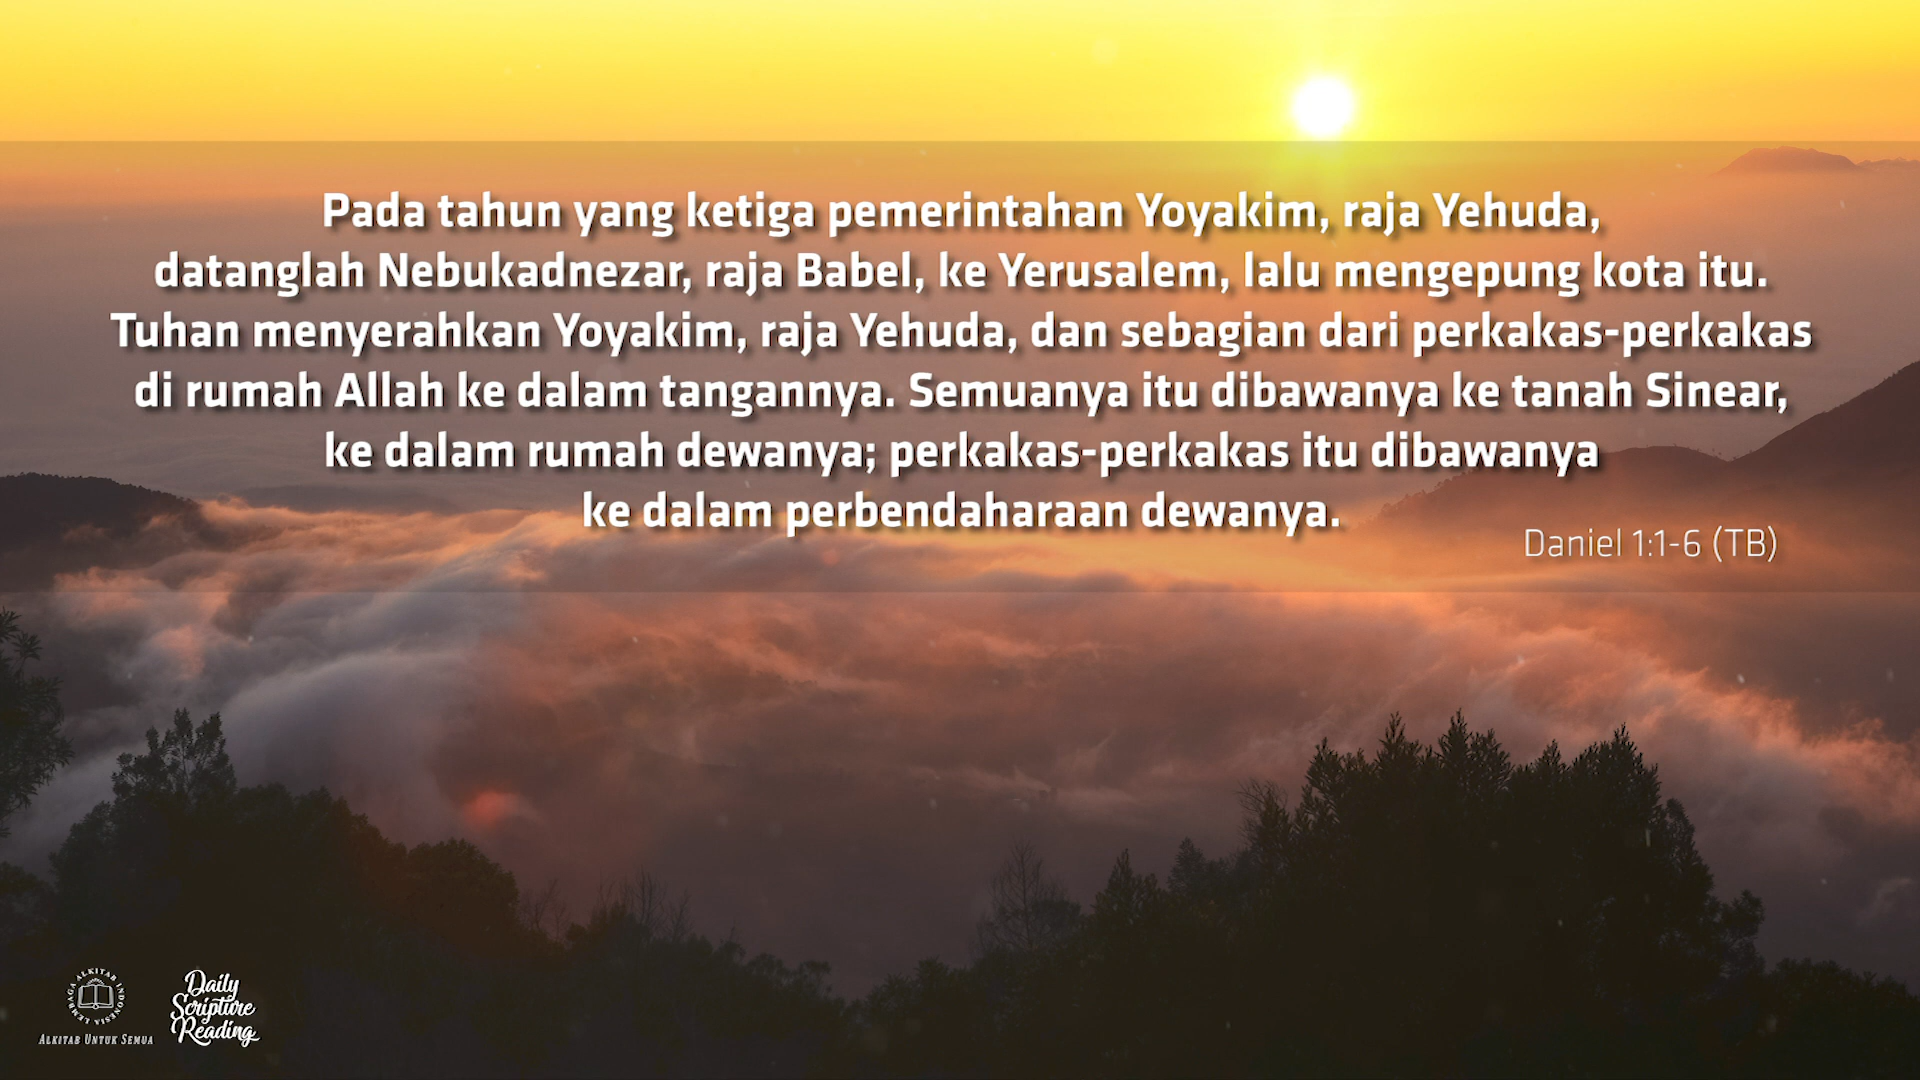 Pada tahun yang ketiga pemerintahan Yoyakim, raja Yehuda,
datanglah Nebukadnezar, raja Babel, ke Yerusalem, lalu mengepung kota itu.
Tuhan menyerahkan Yoyakim, raja Yehuda, dan sebagian dari perkakas-perkakas
di rumah Allah ke dalam tangannya. Semuanya itu dibawanya ke tanah Sinear,
ke dalam rumah dewanya; perkakas-perkakas itu dibawanya
ke dalam perbendaharaan dewanya.
Daniel 1:1-6 (TB)
LEMBAGA ALKITAB INDONESIA
ALKITAB UNTUK SEMUA
Daily
Scripture
Reading